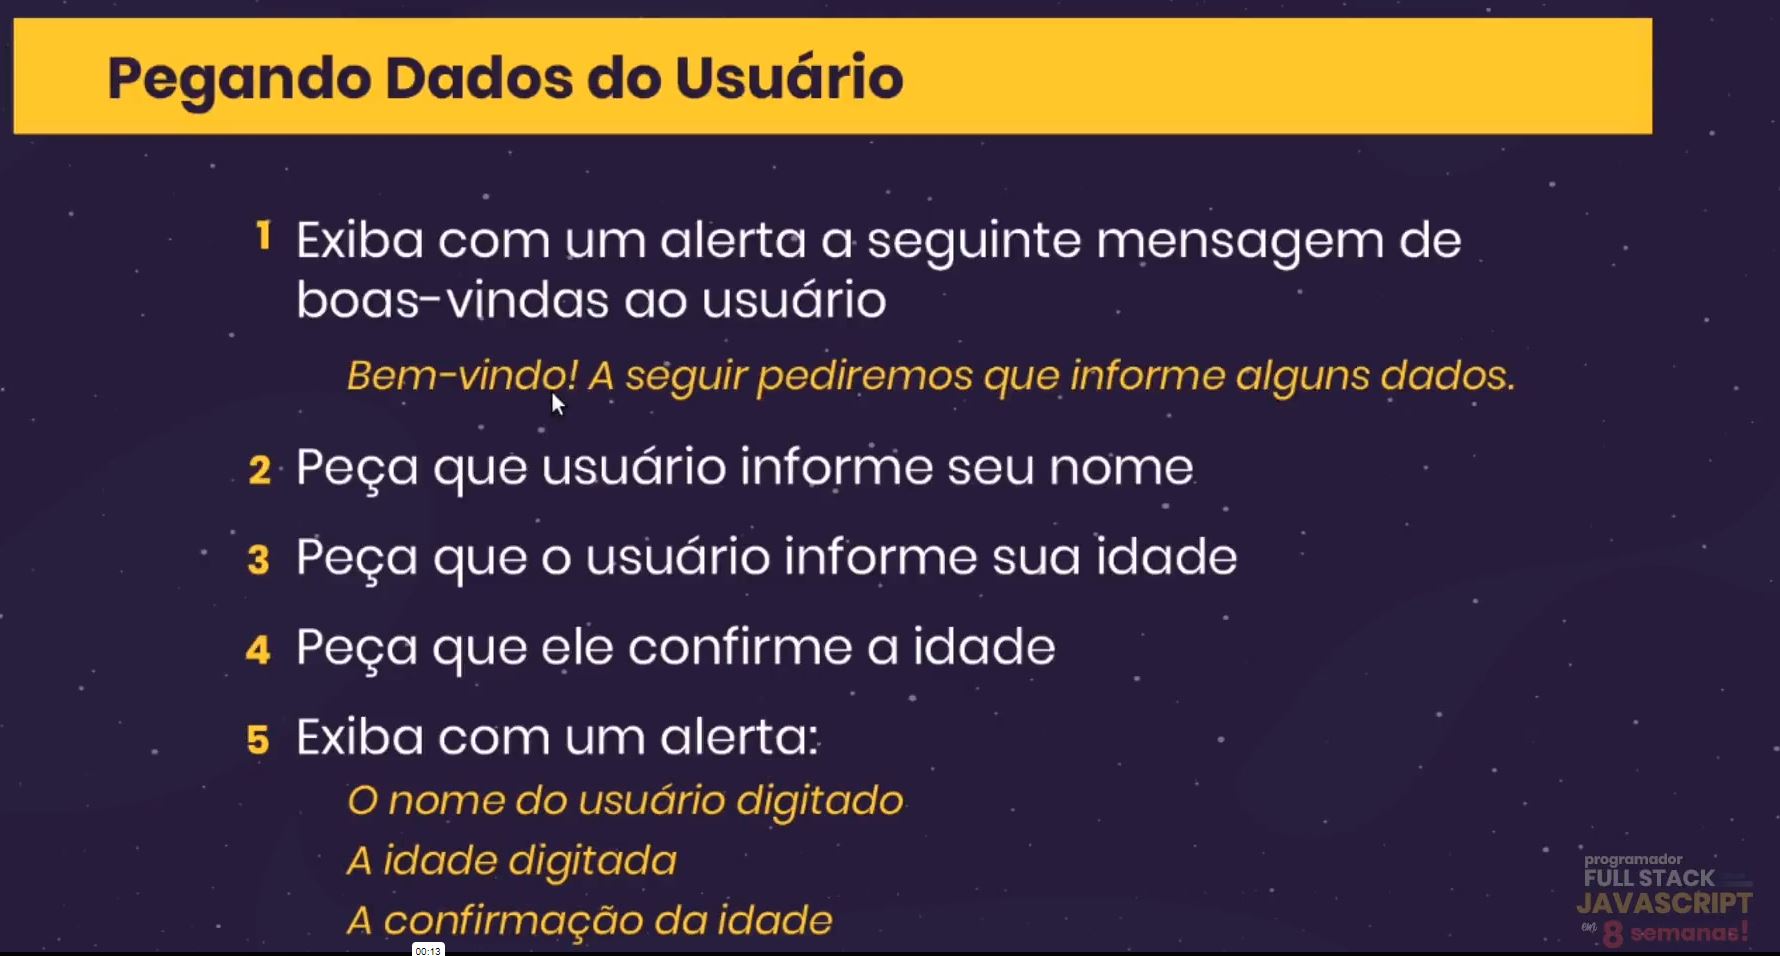 Pegando Dados do Usuário
1 Exiba com um alerta a seguinte mensagem de
boas-vindas ao usuário
Bem-vindo! A seguir pediremos que informe alguns dados.
2 Peça que usuário informe seu nome
3 Peça que o usuário informe sua idade
4 Peça que ele confirme a idade
5 Exiba com um alerta:
O nome do usuário digitado
A idade digitada
A confirmação da idade
programador
FULL STACK
JAVASCRIPT
em 8 semanas!
00:13